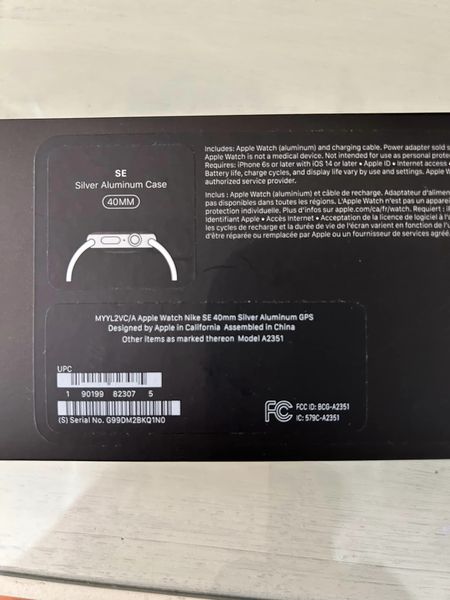 SE
Silver Aluminum Case
40MM
Includes: Apple Watch (aluminum) and charging cable. Power adapter sold
Apple Watch is not a medical device. Not intended for use as personal
Requires: iPhone 6s or later with iOS 14 or later • Apple ID • Internet access
Battery life, charge cycles, and display life vary by use and settings. Apple
authorized service provider.
Inclus : Apple Watch (aluminium) et câble de recharge. Adaptateur
pas disponibles dans toutes les régions. L'Apple Watch n'est pas un
protection individuelle. Plus d'infos sur apple.com/ca/fr/watch. Requiert :
Identifiant Apple • Accès Internet • Acceptation de la licence de logiciel à
les cycles de recharge et la durée de vie de l'écran varient en fonction de
d'être réparée ou remplacée par Apple ou un fournisseur de services
MYYL2VC/A Apple Watch Nike SE 40mm Silver Aluminum GPS
Designed by Apple in California Assembled in China
Other items as marked thereon Model A2351
UPC
1 90199 82307 5
(S) Serial No. G99DM2BKQ1N0
FC FCC ID: BCG-A2351
IC: 579C-A2351